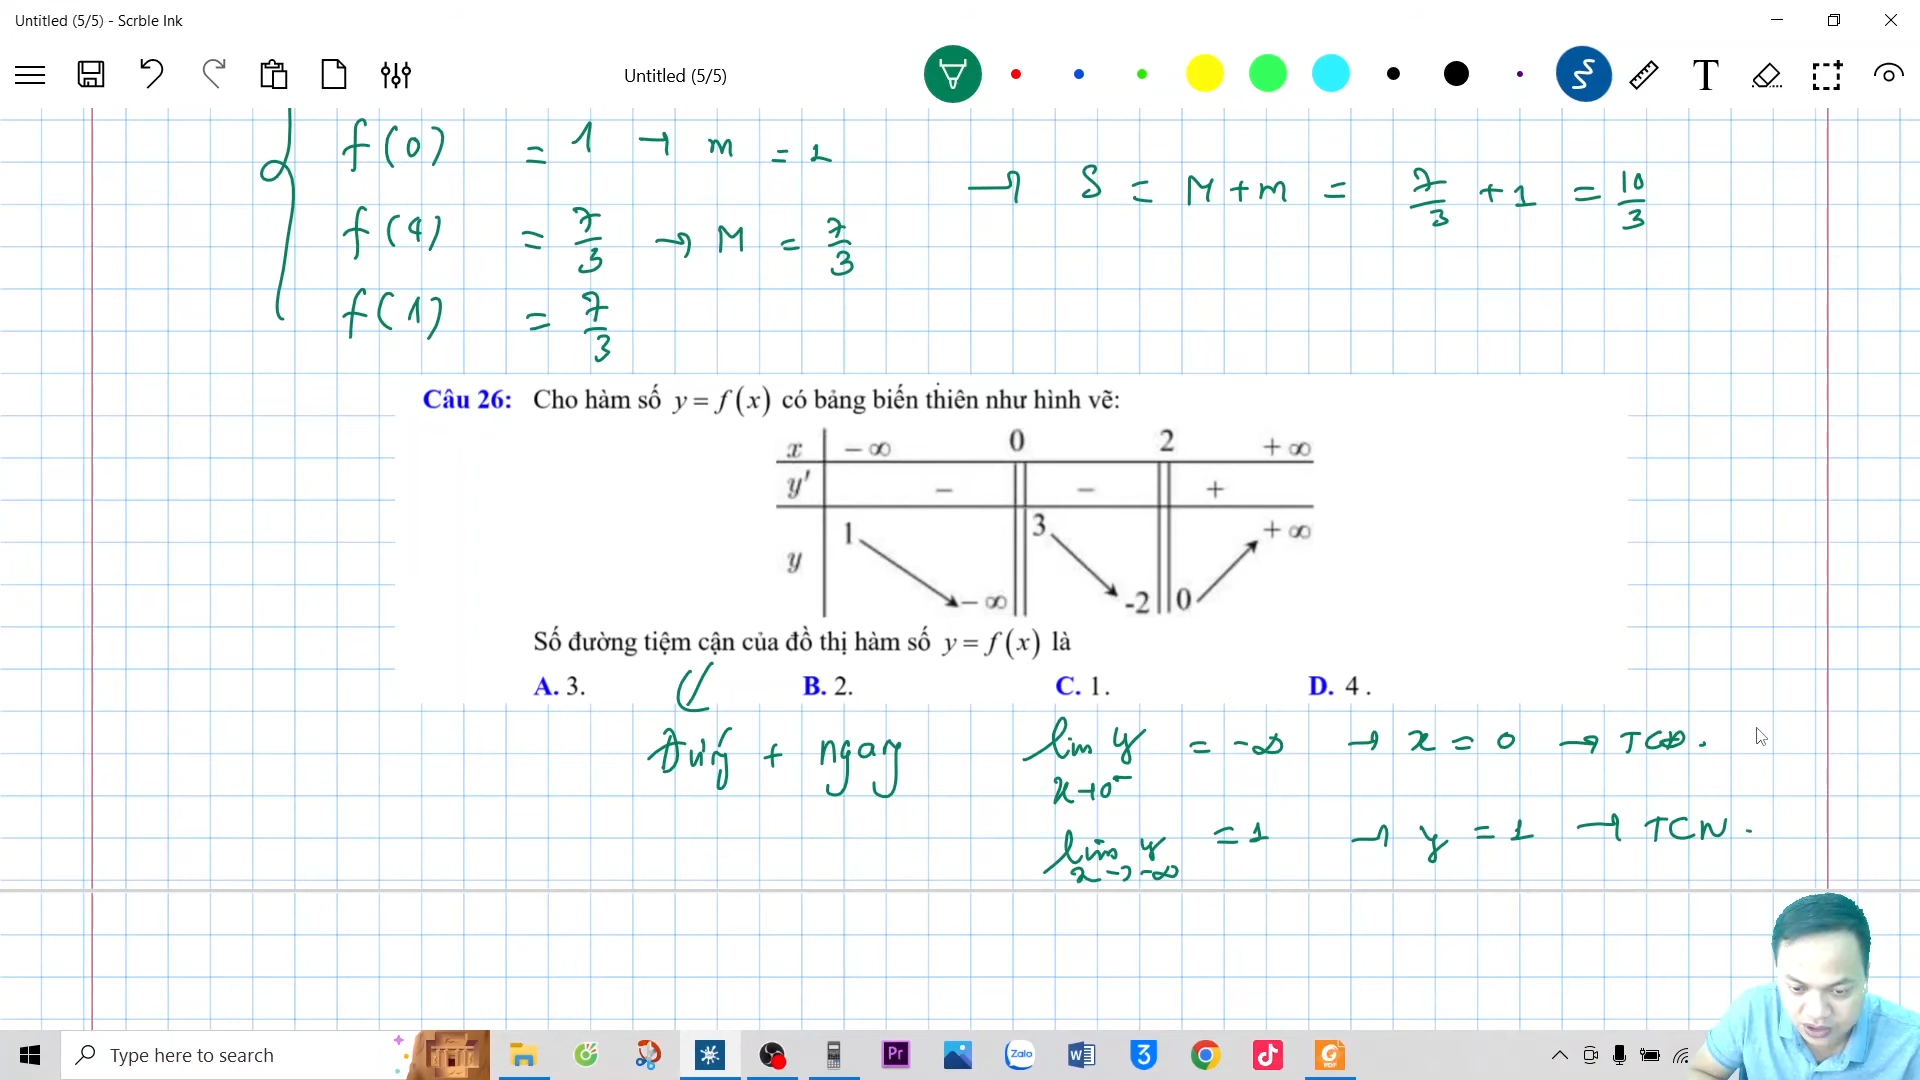 Untitled (5/5) - Scrble Ink
Untitled (5/5)
T
f(0) = 1 → m = 1
→ S = M + m = 7/3 + 1 = 10/3
f(4) = 7/3 → M = 7/3
f(1) = 7/3
Câu 26: Cho hàm số y = f(x) có bảng biến thiên như hình vẽ:
x −∞ 0 2 +∞
y' − − +
y 1 −∞ 3 -2 0 +∞
Số đường tiệm cận của đồ thị hàm số y = f(x) là
A. 3. B. 2. C. 1. D. 4.
Đứng + ngang
lim y = -∞ → x = 0 → TCĐ.
x→0⁻
lim y = 1 → y = 1 → TCN.
x→-∞
Type here to search
Pr
Zalo